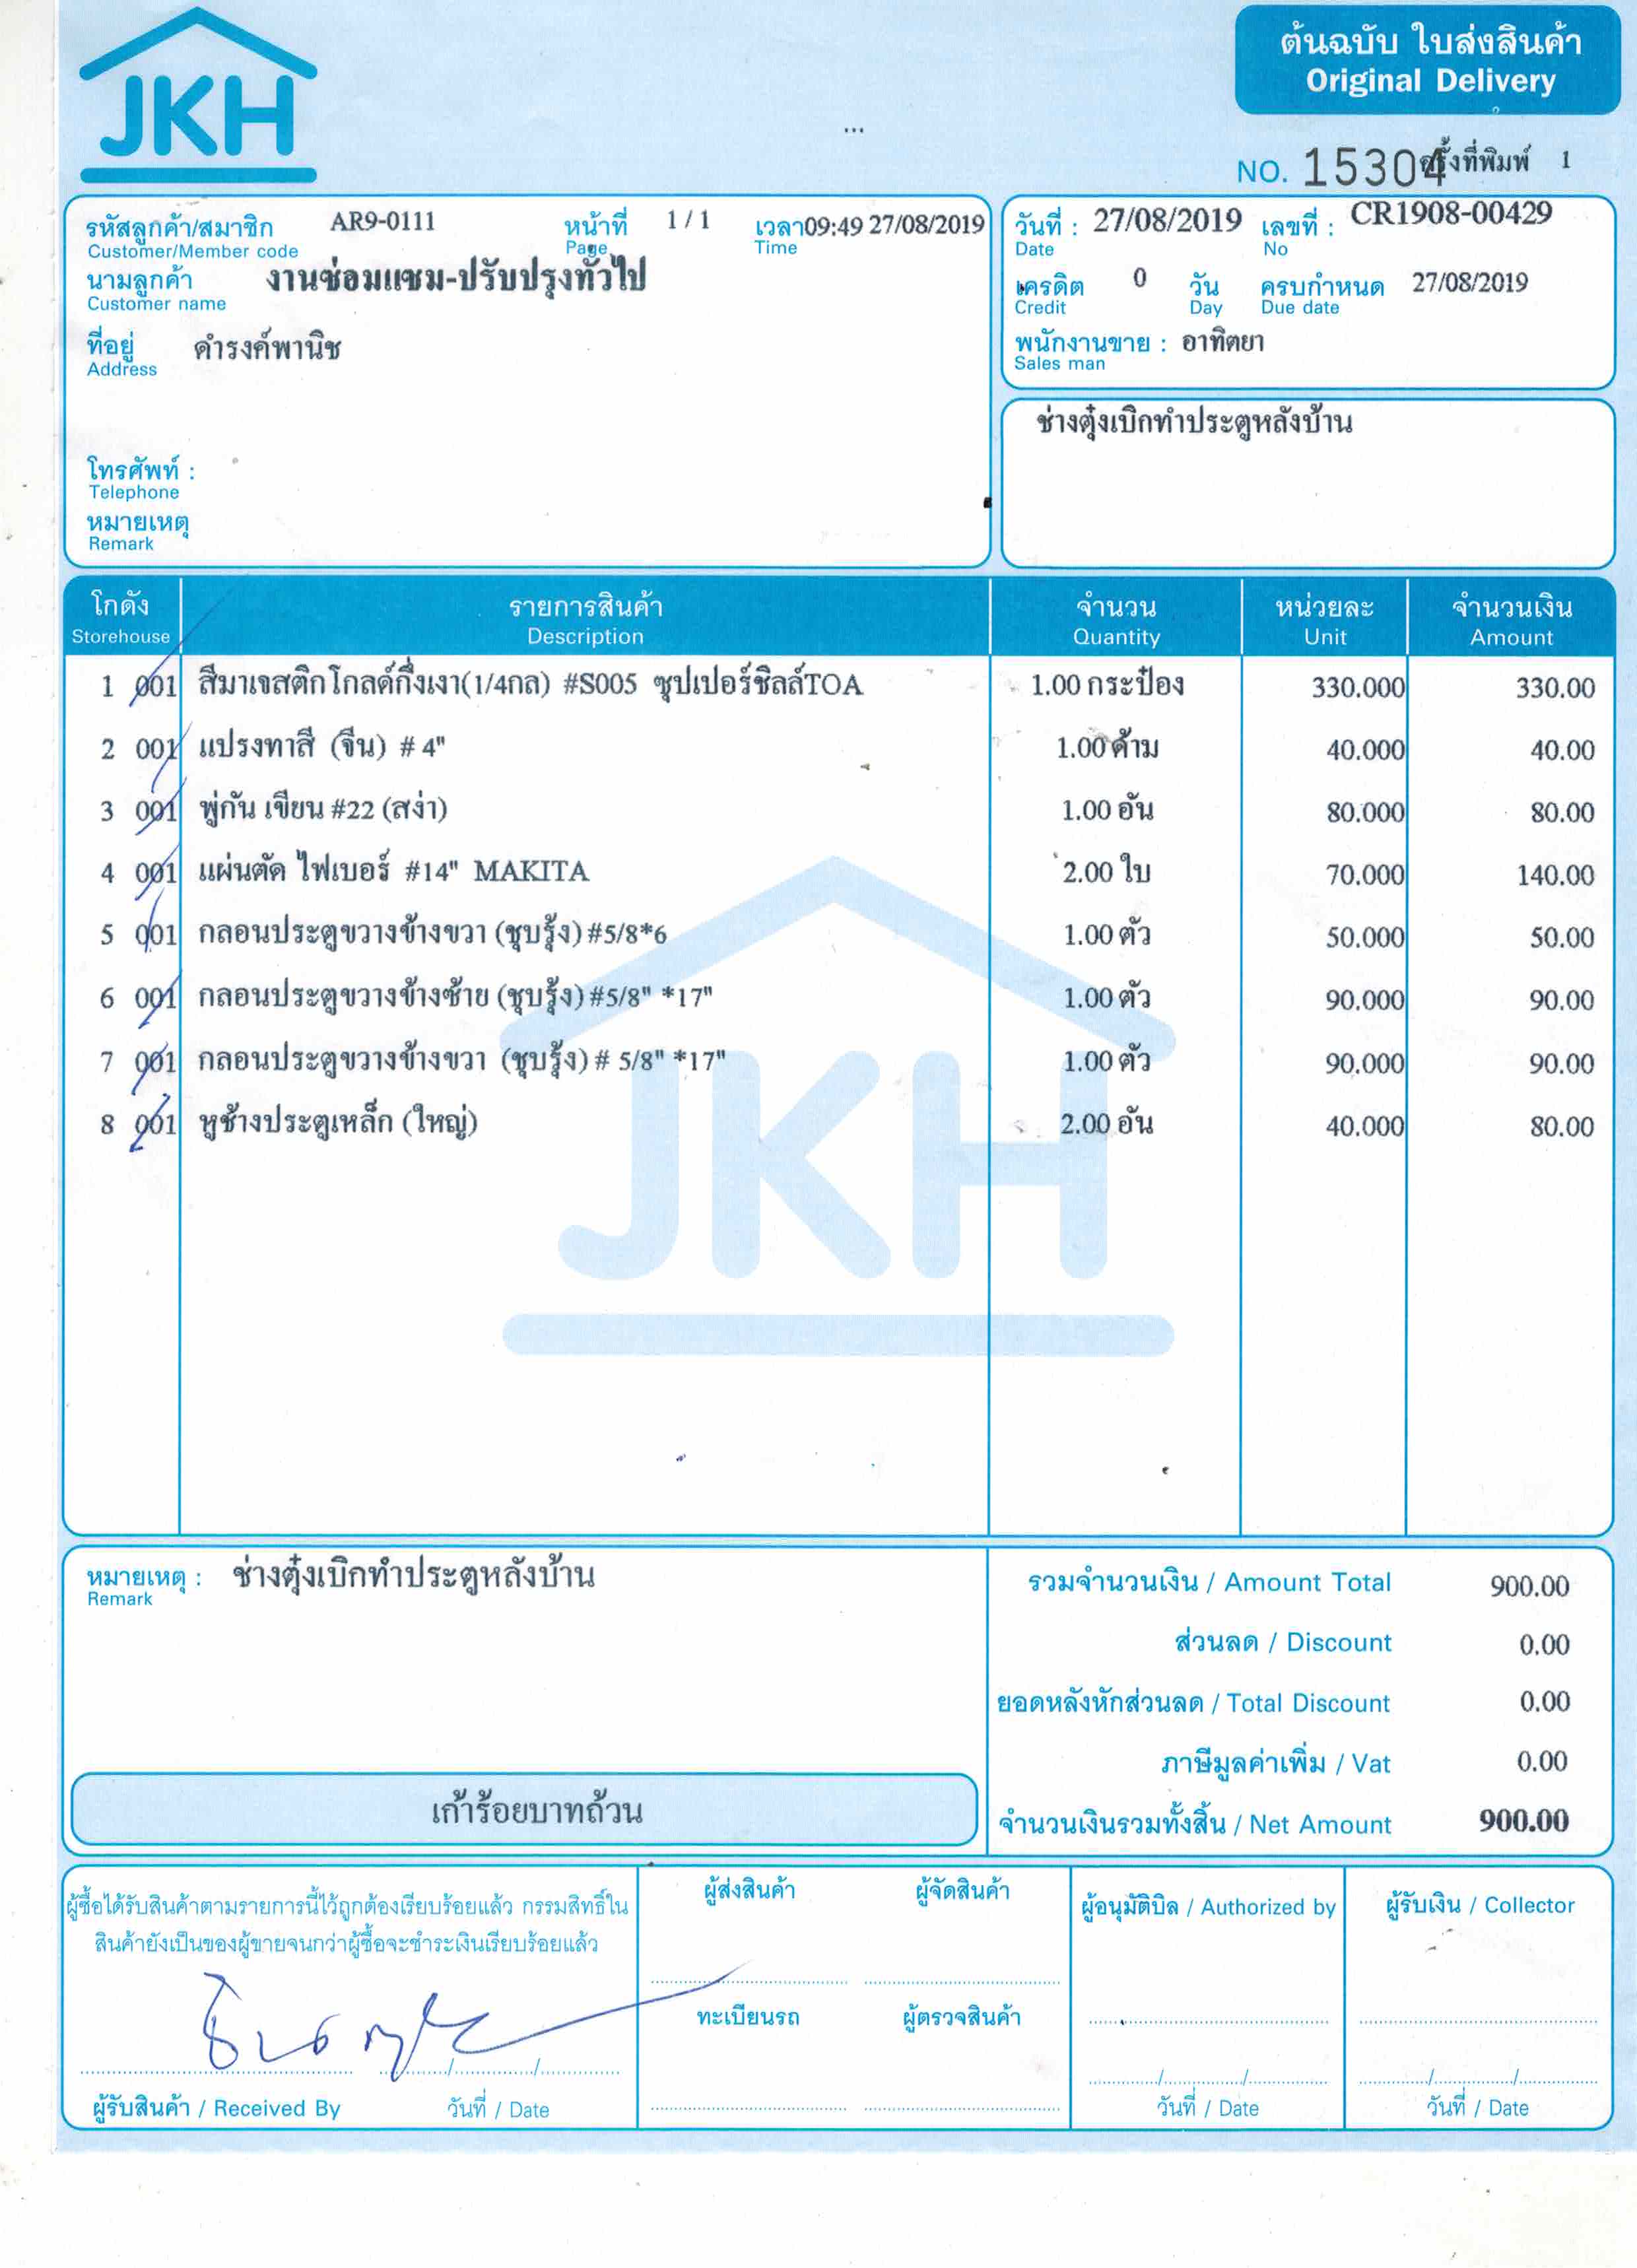 JKH
ต้นฉบับ ใบส่งสินค้า
Original Delivery
NO. 15304 ครั้งที่พิมพ์ 1
รหัสลูกค้า/สมาชิก AR9-0111 หน้าที่ 1 / 1 เวลา09:49 27/08/2019
Customer/Member code Page Time
นามลูกค้า งานซ่อมแซม-ปรับปรุงทั่วไป
Customer name
ที่อยู่ ดำรงค์พานิช
Address
โทรศัพท์ :
Telephone
หมายเหตุ
Remark
วันที่ : 27/08/2019 เลขที่ : CR1908-00429
Date No
เครดิต 0 วัน ครบกำหนด 27/08/2019
Credit Day Due date
พนักงานขาย : อาทิตยา
Sales man
ช่างตุ๋งเบิกทำประตูหลังบ้าน
โกดัง รายการสินค้า จำนวน หน่วยละ จำนวนเงิน
Storehouse Description Quantity Unit Amount
1 001 สีมาเจสติกโกลด์กึ่งเงา(1/4กล) #S005 ซุปเปอร์ชิลล์TOA 1.00 กระป๋อง 330.000 330.00
2 001 แปรงทาสี (จีน) # 4" 1.00 ด้าม 40.000 40.00
3 001 พู่กัน เขียน #22 (สง่า) 1.00 อัน 80.000 80.00
4 001 แผ่นตัด ไฟเบอร์ #14" MAKITA 2.00 ใบ 70.000 140.00
5 001 กลอนประตูขวางข้างขวา (ชุบรุ้ง) #5/8*6 1.00 ตัว 50.000 50.00
6 001 กลอนประตูขวางข้างซ้าย (ชุบรุ้ง) #5/8" *17" 1.00 ตัว 90.000 90.00
7 001 กลอนประตูขวางข้างขวา (ชุบรุ้ง) # 5/8" *17" 1.00 ตัว 90.000 90.00
8 001 หูช้างประตูเหล็ก (ใหญ่) 2.00 อัน 40.000 80.00
JKH
หมายเหตุ : ช่างตุ๋งเบิกทำประตูหลังบ้าน
Remark
รวมจำนวนเงิน / Amount Total 900.00
ส่วนลด / Discount 0.00
ยอดหลังหักส่วนลด / Total Discount 0.00
ภาษีมูลค่าเพิ่ม / Vat 0.00
เก้าร้อยบาทถ้วน
จำนวนเงินรวมทั้งสิ้น / Net Amount 900.00
ผู้ซื้อได้รับสินค้าตามรายการนี้ไว้ถูกต้องเรียบร้อยแล้ว กรรมสิทธิ์ใน
สินค้ายังเป็นของผู้ขายจนกว่าผู้ซื้อจะชำระเงินเรียบร้อยแล้ว
ผู้รับสินค้า / Received By วันที่ / Date
ผู้ส่งสินค้า ผู้จัดสินค้า
ทะเบียนรถ ผู้ตรวจสินค้า
ผู้อนุมัติบิล / Authorized by
วันที่ / Date
ผู้รับเงิน / Collector
วันที่ / Date